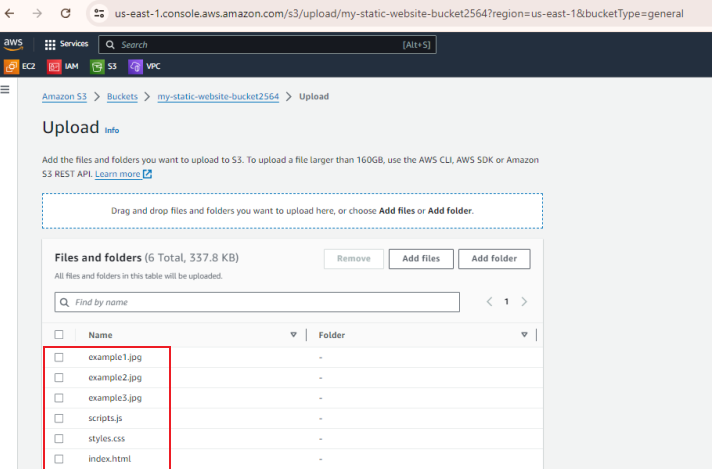 us-east-1.console.aws.amazon.com/s3/upload/my-static-website-bucket2564?region=us-east-1&bucketType=general
aws Services Search [Alt+S]
EC2 IAM S3 VPC
Amazon S3 > Buckets > my-static-website-bucket2564 > Upload
Upload Info
Add the files and folders you want to upload to S3. To upload a file larger than 160GB, use the AWS CLI, AWS SDK or Amazon
S3 REST API. Learn more
Drag and drop files and folders you want to upload here, or choose Add files or Add folder.
Files and folders (6 Total, 337.8 KB) Remove Add files Add folder
All files and folders in this table will be uploaded.
Find by name 1
Name Folder
example1.jpg -
example2.jpg -
example3.jpg -
scripts.js -
styles.css -
index.html -